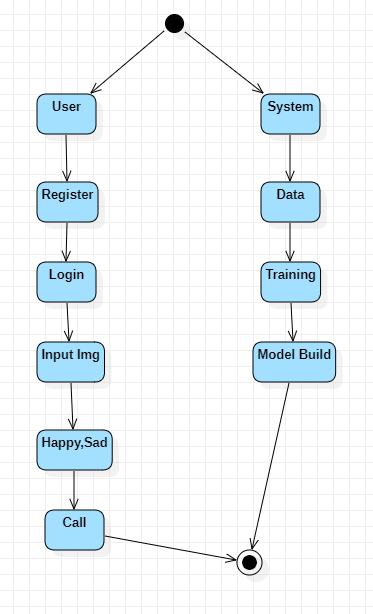 User
System
Register
Data
Login
Training
Input Img
Model Build
Happy,Sad
Call